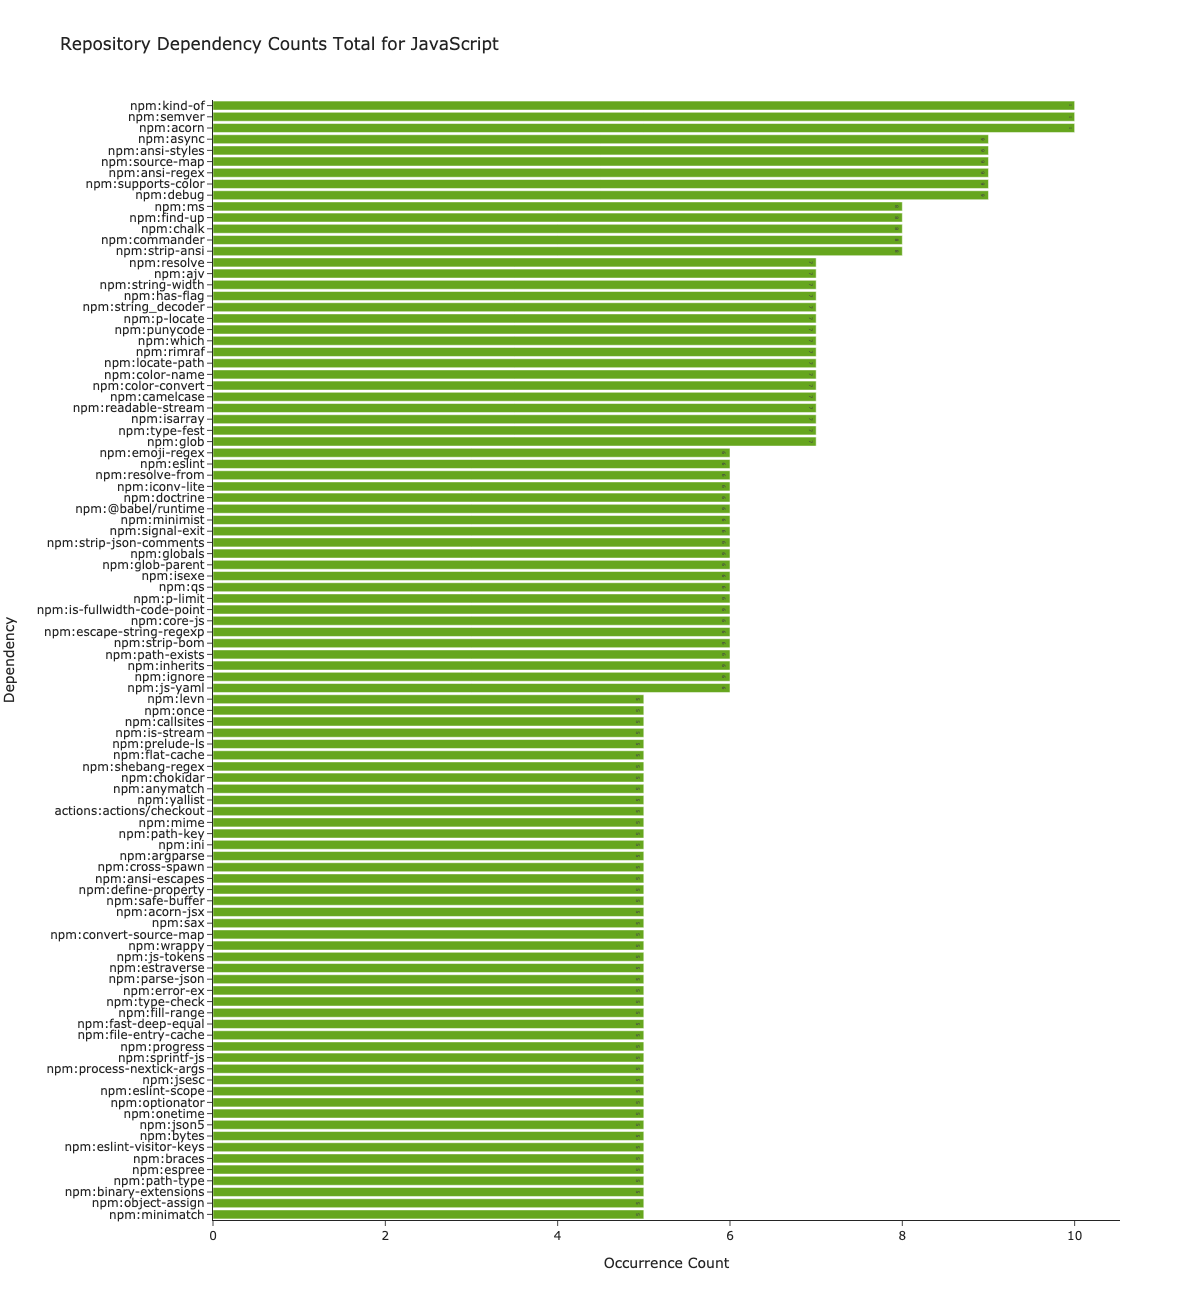 Repository Dependency Counts Total for JavaScript
npm:kind-of
npm:semver
npm:acorn
npm:async
npm:ansi-styles
npm:source-map
npm:ansi-regex
npm:supports-color
npm:debug
npm:ms
npm:find-up
npm:chalk
npm:commander
npm:strip-ansi
npm:resolve
npm:ajv
npm:string-width
npm:has-flag
npm:string_decoder
npm:p-locate
npm:punycode
npm:which
npm:rimraf
npm:locate-path
npm:color-name
npm:color-convert
npm:camelcase
npm:readable-stream
npm:isarray
npm:type-fest
npm:glob
npm:emoji-regex
npm:eslint
npm:resolve-from
npm:iconv-lite
npm:doctrine
npm:@babel/runtime
npm:minimist
npm:signal-exit
npm:strip-json-comments
npm:globals
npm:glob-parent
npm:isexe
npm:qs
npm:p-limit
npm:is-fullwidth-code-point
npm:core-js
npm:escape-string-regexp
npm:strip-bom
npm:path-exists
npm:inherits
npm:ignore
npm:js-yaml
npm:levn
npm:once
npm:callsites
npm:is-stream
npm:prelude-ls
npm:flat-cache
npm:shebang-regex
npm:chokidar
npm:anymatch
npm:yallist
actions:actions/checkout
npm:mime
npm:path-key
npm:ini
npm:argparse
npm:cross-spawn
npm:ansi-escapes
npm:define-property
npm:safe-buffer
npm:acorn-jsx
npm:sax
npm:convert-source-map
npm:wrappy
npm:js-tokens
npm:estraverse
npm:parse-json
npm:error-ex
npm:type-check
npm:fill-range
npm:fast-deep-equal
npm:file-entry-cache
npm:progress
npm:sprintf-js
npm:process-nextick-args
npm:jsesc
npm:eslint-scope
npm:optionator
npm:onetime
npm:json5
npm:bytes
npm:eslint-visitor-keys
npm:braces
npm:espree
npm:path-type
npm:binary-extensions
npm:object-assign
npm:minimatch
Dependency
0 2 4 6 8 10
Occurrence Count